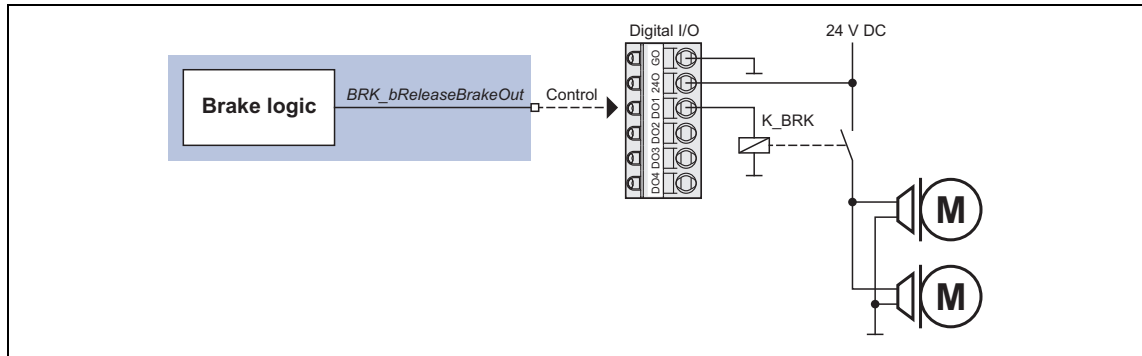 Digital I/O
24 V DC
Brake logic
BRK_bReleaseBrakeOut
Control
GO
24O
DO1
DO2
DO3
DO4
K_BRK
M
M